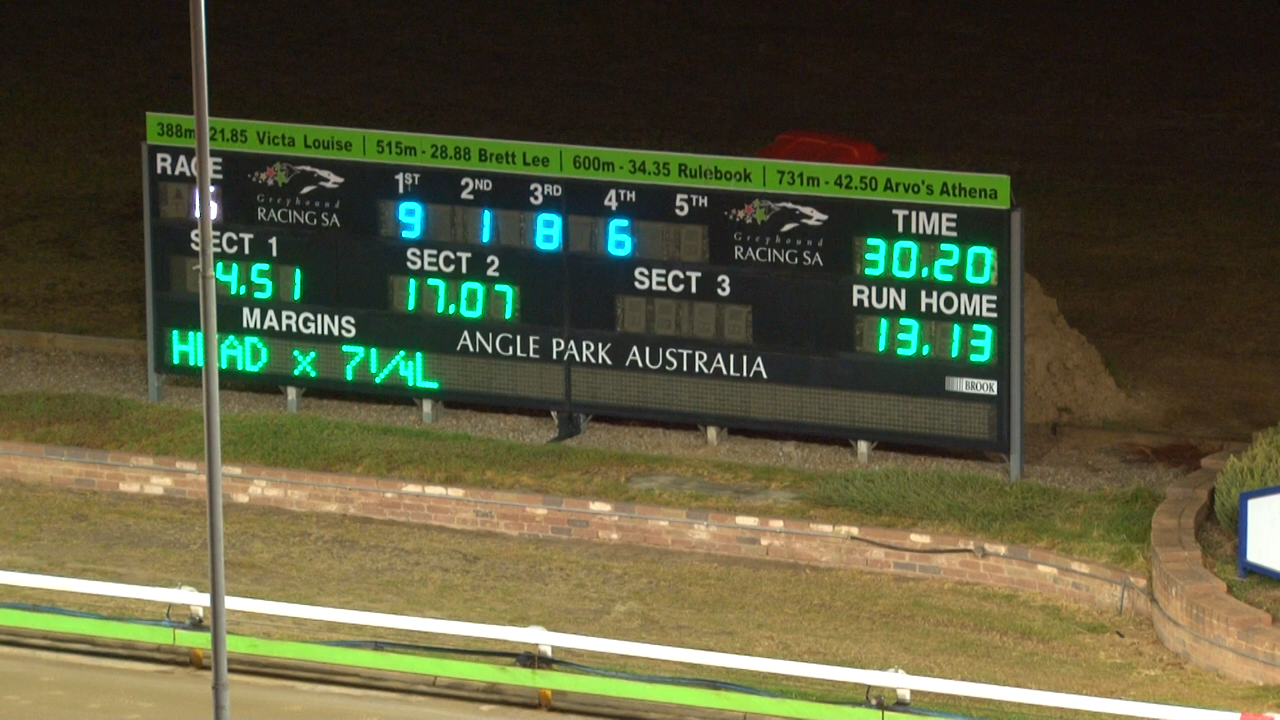 388m 21.85 Victa Louise | 515m - 28.88 Brett Lee | 600m - 34.35 Rulebook | 731m - 42.50 Arvo's Athena
RACE
Greyhound
RACING SA
1ST 2ND 3RD 4TH 5TH
9 1 8 6
Greyhound
RACING SA
TIME
30.20
SECT 1
4.51
SECT 2
17.07
SECT 3
RUN HOME
13.13
MARGINS
HEAD x 7 1/4L
ANGLE PARK AUSTRALIA
BROOK